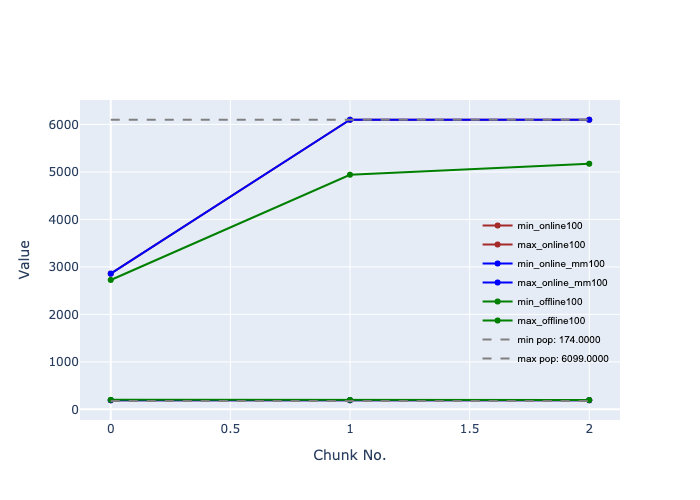 6000
5000
4000
3000
2000
1000
0
Value
0
0.5
1
1.5
2
Chunk No.
min_online100
max_online100
min_online_mm100
max_online_mm100
min_offline100
max_offline100
min pop: 174.0000
max pop: 6099.0000